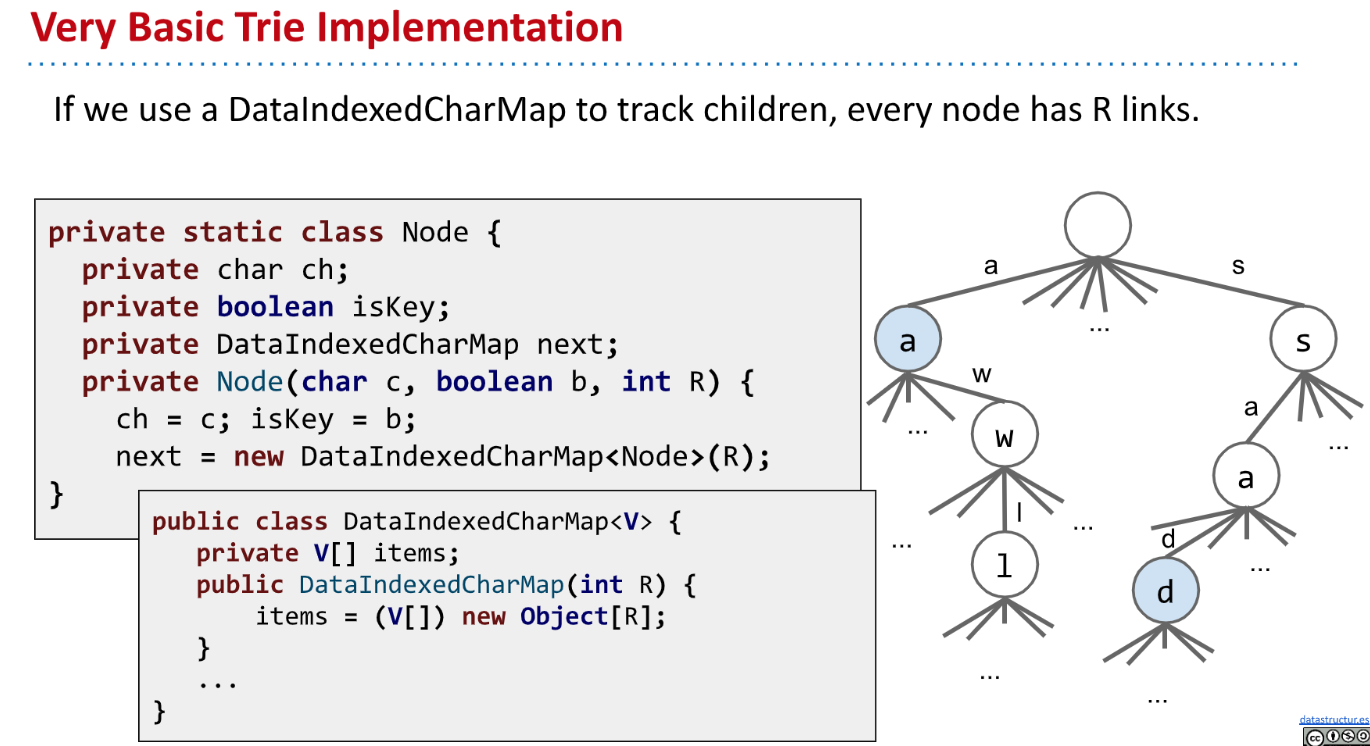 Very Basic Trie Implementation
If we use a DataIndexedCharMap to track children, every node has R links.
private static class Node {
private char ch;
private boolean isKey;
private DataIndexedCharMap next;
private Node(char c, boolean b, int R) {
ch = c; isKey = b;
next = new DataIndexedCharMap<Node>(R);
}
public class DataIndexedCharMap<V> {
private V[] items;
public DataIndexedCharMap(int R) {
items = (V[]) new Object[R];
}
...
}
a
s
...
a
s
w
a
...
...
w
a
l
...
d
...
...
l
d
...
...
datastructur.es
cc